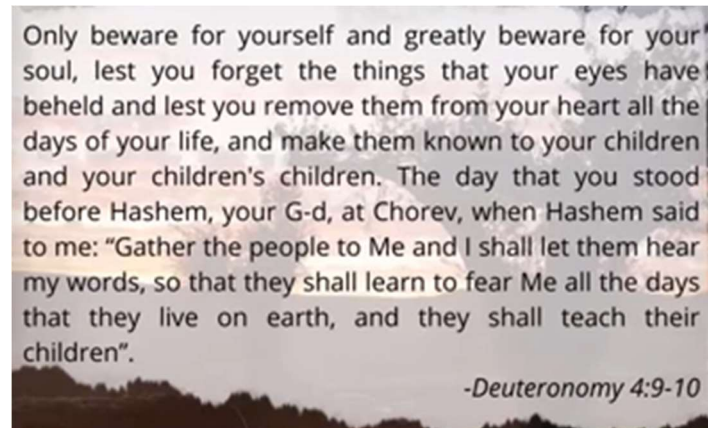 Only beware for yourself and greatly beware for your
soul, lest you forget the things that your eyes have
beheld and lest you remove them from your heart all the
days of your life, and make them known to your children
and your children's children. The day that you stood
before Hashem, your G-d, at Chorev, when Hashem said
to me: “Gather the people to Me and I shall let them hear
my words, so that they shall learn to fear Me all the days
that they live on earth, and they shall teach their
children”.
-Deuteronomy 4:9-10